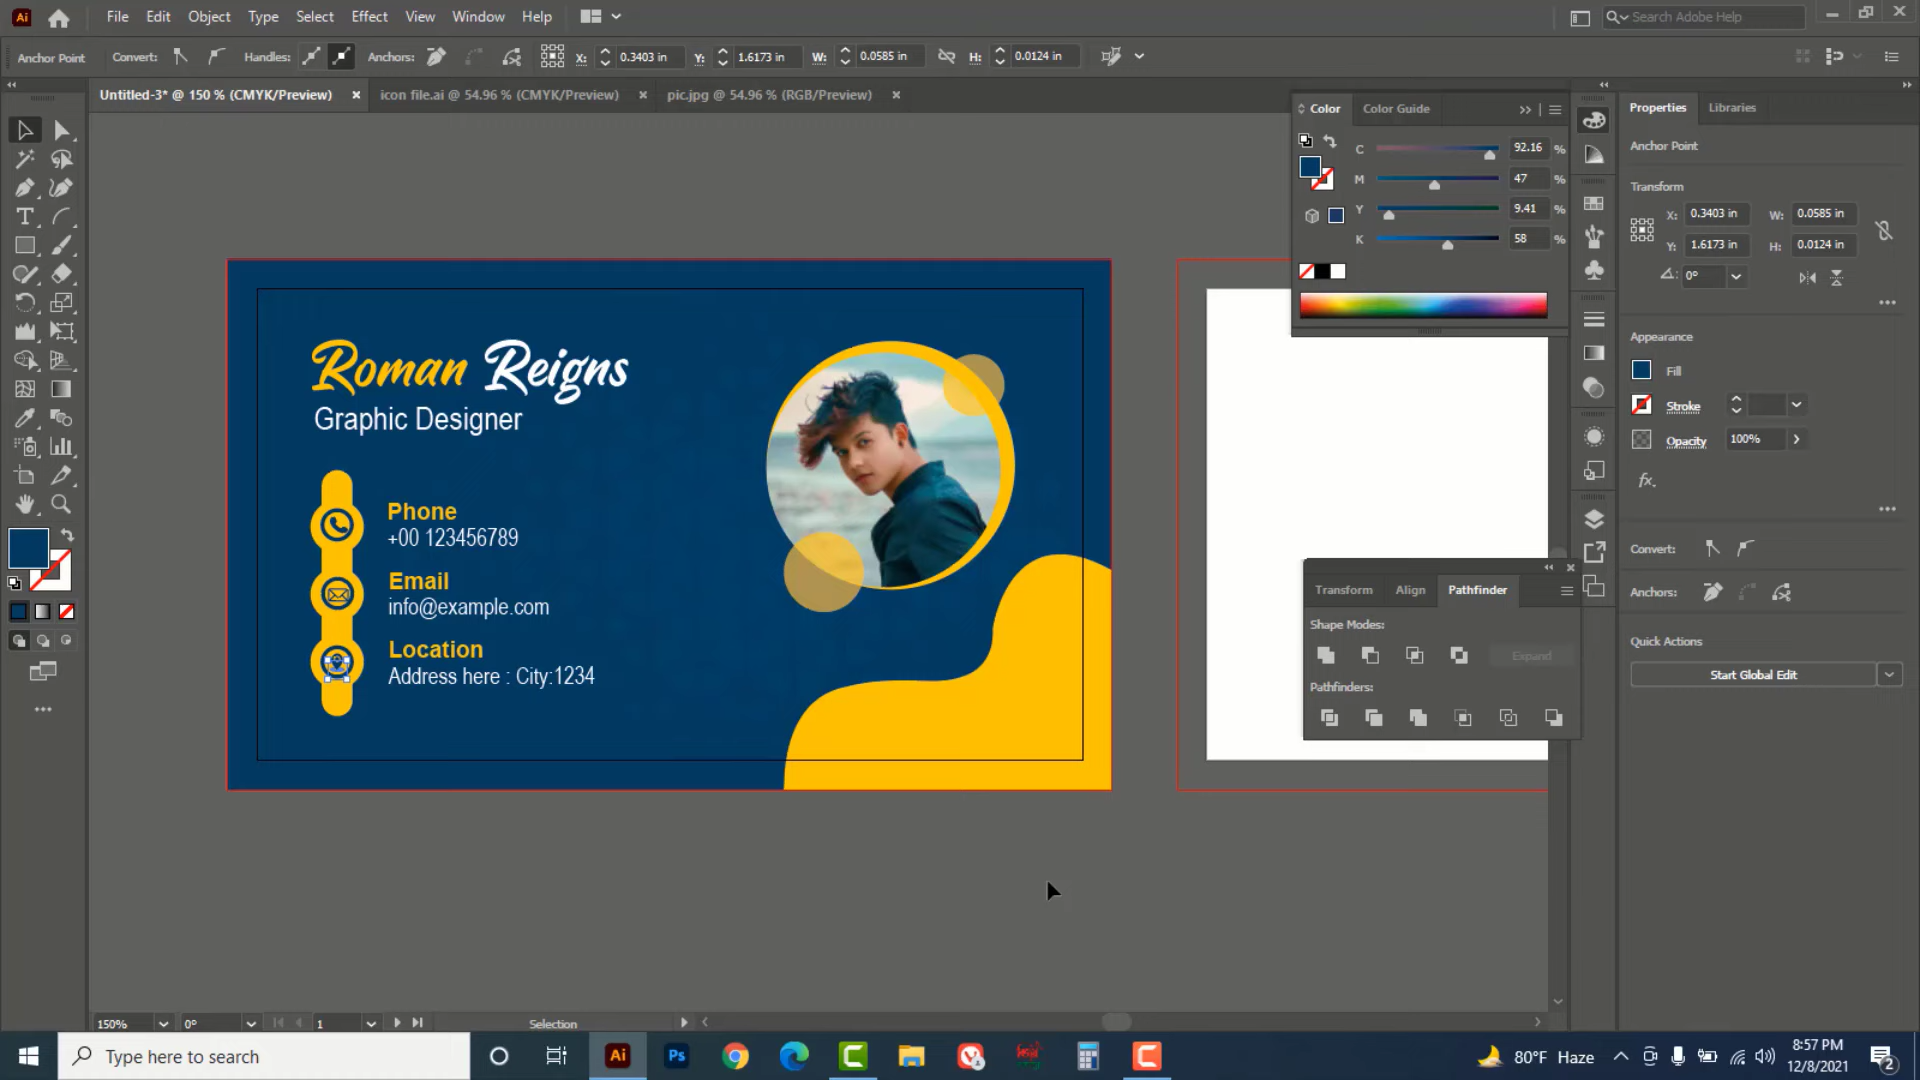 Ai File Edit Object Type Select Effect View Window Help Search Adobe Help
Anchor Point Convert: Handles: Anchors: X: 0.3403 in Y: 1.6173 in W: 0.0585 in H: 0.0124 in
Untitled-3* @ 150 % (CMYK/Preview) icon file.ai @ 54.96 % (CMYK/Preview) pic.jpg @ 54.96 % (RGB/Preview)
Color Color Guide
C 92.16 %
M 47 %
Y 9.41 %
K 58 %
Properties Libraries
Anchor Point
Transform
X: 0.3403 in W: 0.0585 in
Y: 1.6173 in H: 0.0124 in
0°
Appearance
Fill
Stroke
Opacity 100%
fx.
Convert:
Anchors:
Quick Actions
Start Global Edit
Roman Reigns
Graphic Designer
Phone
+00 123456789
Email
info@example.com
Location
Address here : City:1234
Transform Align Pathfinder
Shape Modes:
Expand
Pathfinders:
150% 0° 1 Selection
Type here to search
Ai Ps 80°F Haze 8:57 PM
12/8/2021
2